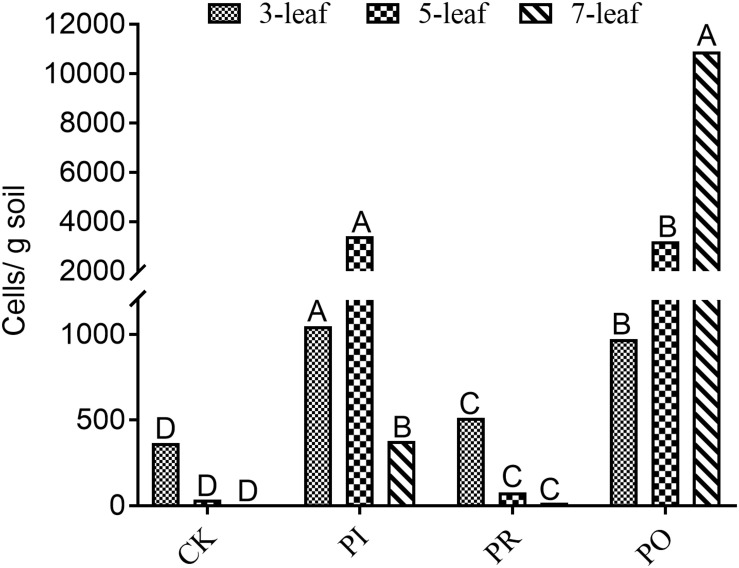 3-leaf 5-leaf 7-leaf
12000
10000
8000
6000
4000
2000
1000
500
0
Cells/ g soil
D D D
A A B
C C C
B B A
CK PI PR PO